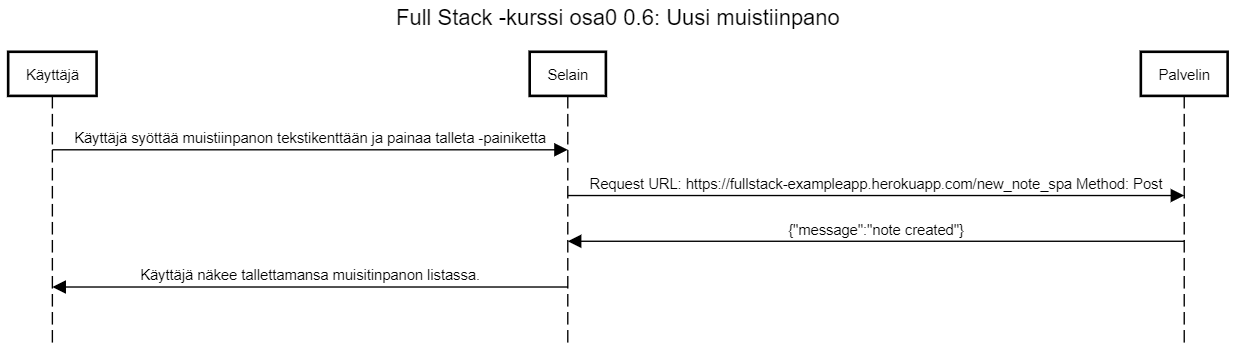 Full Stack -kurssi osa0 0.6: Uusi muistiinpano
Käyttäjä
Selain
Palvelin
Käyttäjä syöttää muistiinpanon tekstikenttään ja painaa talleta -painiketta
Request URL: https://fullstack-exampleapp.herokuapp.com/new_note_spa Method: Post
{"message":"note created"}
Käyttäjä näkee tallettamansa muisitinpanon listassa.